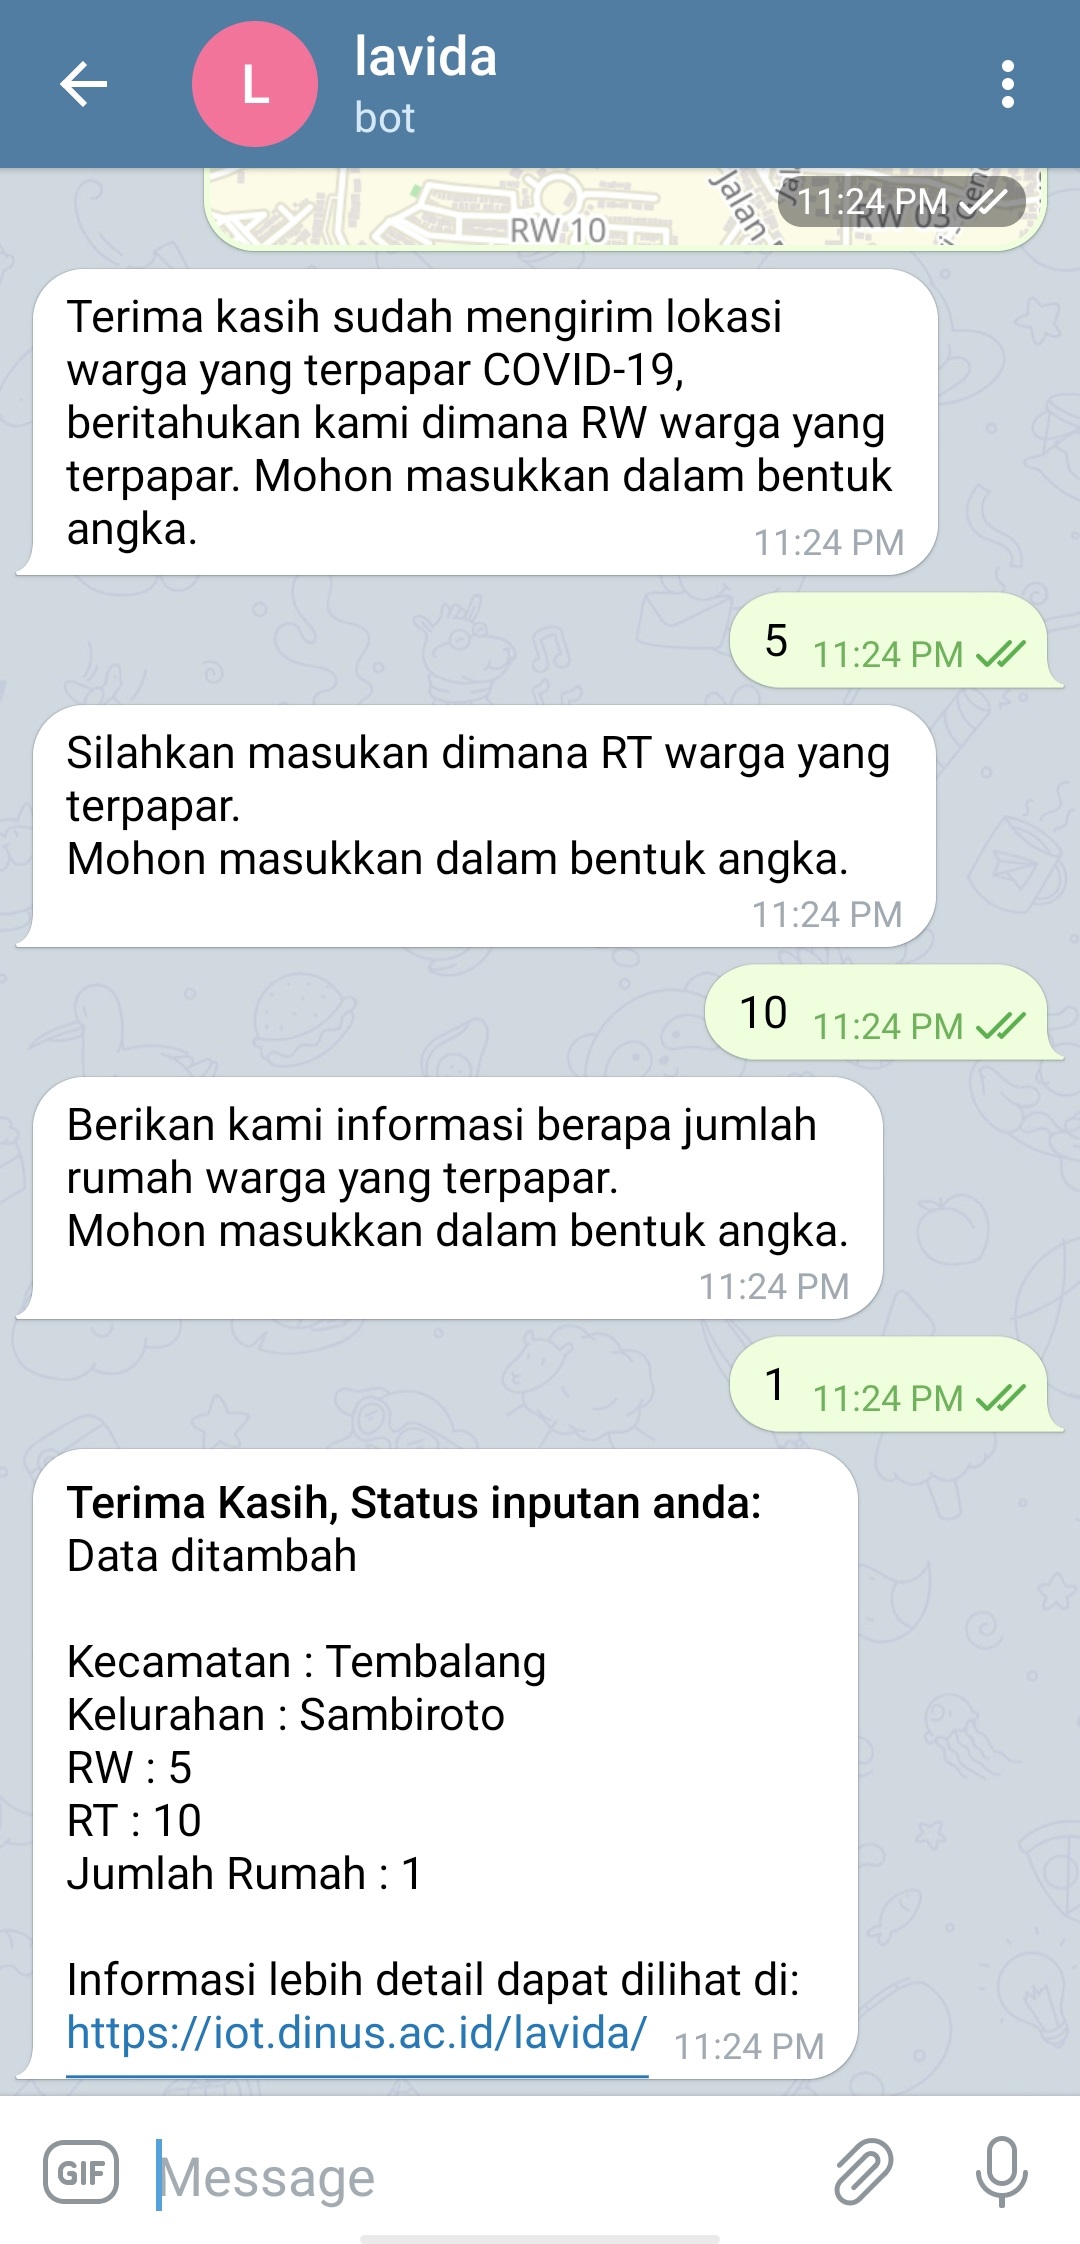 lavida
L
bot
Jalan
11:24 PM
RW 10
RW 03
Terima kasih sudah mengirim lokasi
warga yang terpapar COVID-19,
beritahukan kami dimana RW warga yang
terpapar. Mohon masukkan dalam bentuk
angka.
11:24 PM
5 11:24 PM
Silahkan masukan dimana RT warga yang
terpapar.
Mohon masukkan dalam bentuk angka.
11:24 PM
10 11:24 PM
Berikan kami informasi berapa jumlah
rumah warga yang terpapar.
Mohon masukkan dalam bentuk angka.
11:24 PM
1 11:24 PM
Terima Kasih, Status inputan anda:
Data ditambah
Kecamatan : Tembalang
Kelurahan : Sambiroto
RW : 5
RT : 10
Jumlah Rumah : 1
Informasi lebih detail dapat dilihat di:
https://iot.dinus.ac.id/lavida/ 11:24 PM
GIF Message